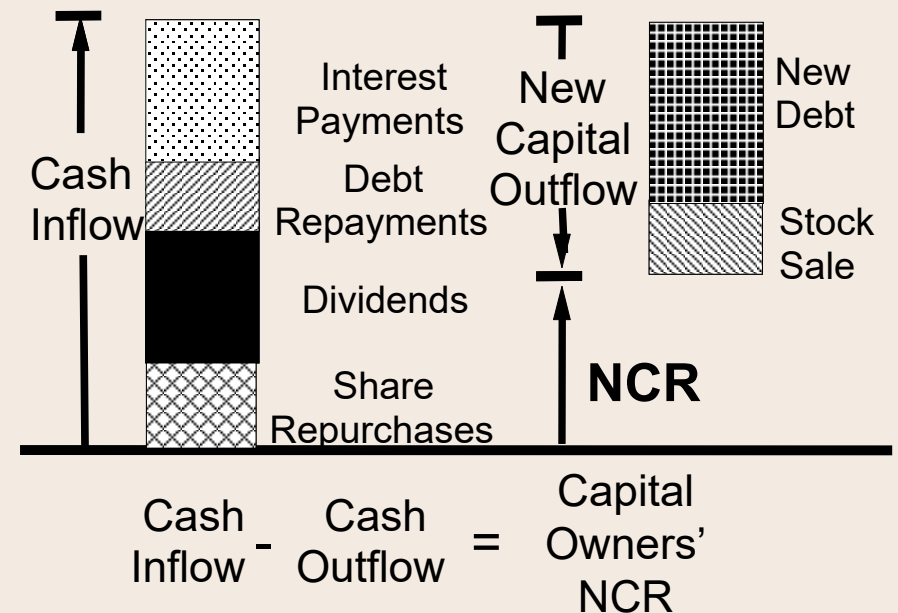 Cash
Inflow
Interest
Payments
Debt
Repayments
Dividends
Share
Repurchases
New
Capital
Outflow
New
Debt
Stock
Sale
NCR
Cash
Inflow
-
Cash
Outflow
=
Capital
Owners’
NCR